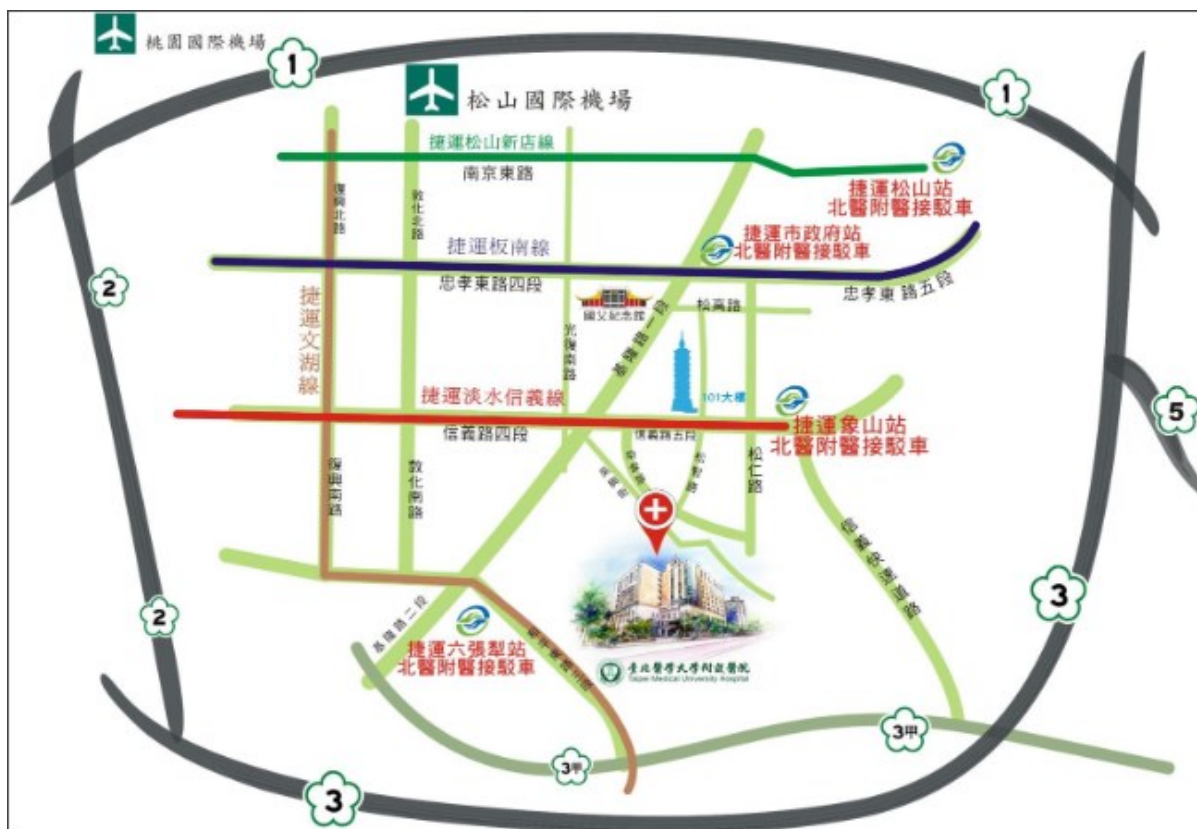 桃園國際機場
1
松山國際機場
1
捷運松山新店線
南京東路
捷運松山站
北醫附醫接駁車
復興北路
敦化北路
捷運市政府站
北醫附醫接駁車
捷運板南線
忠孝東路四段
忠孝東路五段
2
捷運文湖線
國父紀念館
松高路
光復南路
基隆路一段
101大樓
5
捷運淡水信義線
信義路四段
信義路五段
捷運象山站
北醫附醫接駁車
復興南路
敦化南路
松仁路
信義快速道路
3
2
基隆路二段
捷運六張犁站
北醫附醫接駁車
臺北醫學大學附設醫院
Taipei Medical University Hospital
3甲
3甲
3